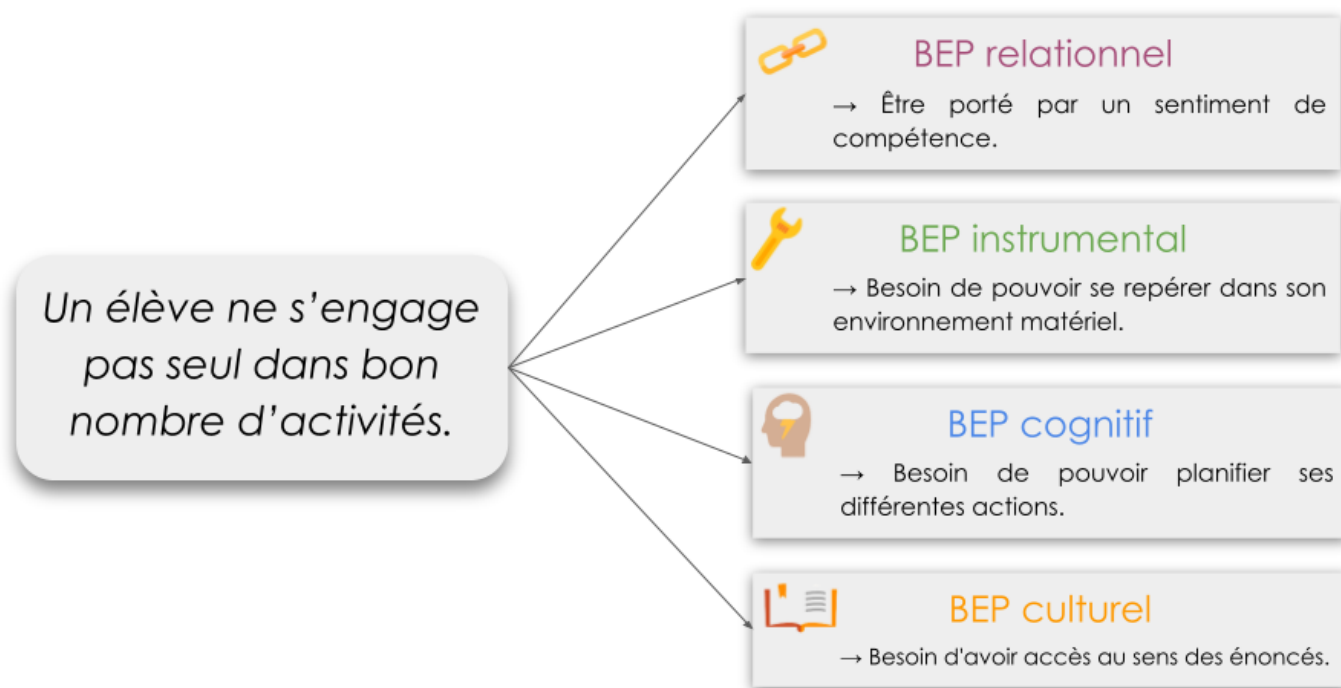 Un élève ne s'engage
pas seul dans bon
nombre d'activités.
BEP relationnel
→ Être porté par un sentiment de
compétence.
BEP instrumental
→ Besoin de pouvoir se repérer dans son
environnement matériel.
BEP cognitif
→ Besoin de pouvoir planifier ses
différentes actions.
BEP culturel
→ Besoin d'avoir accès au sens des énoncés.